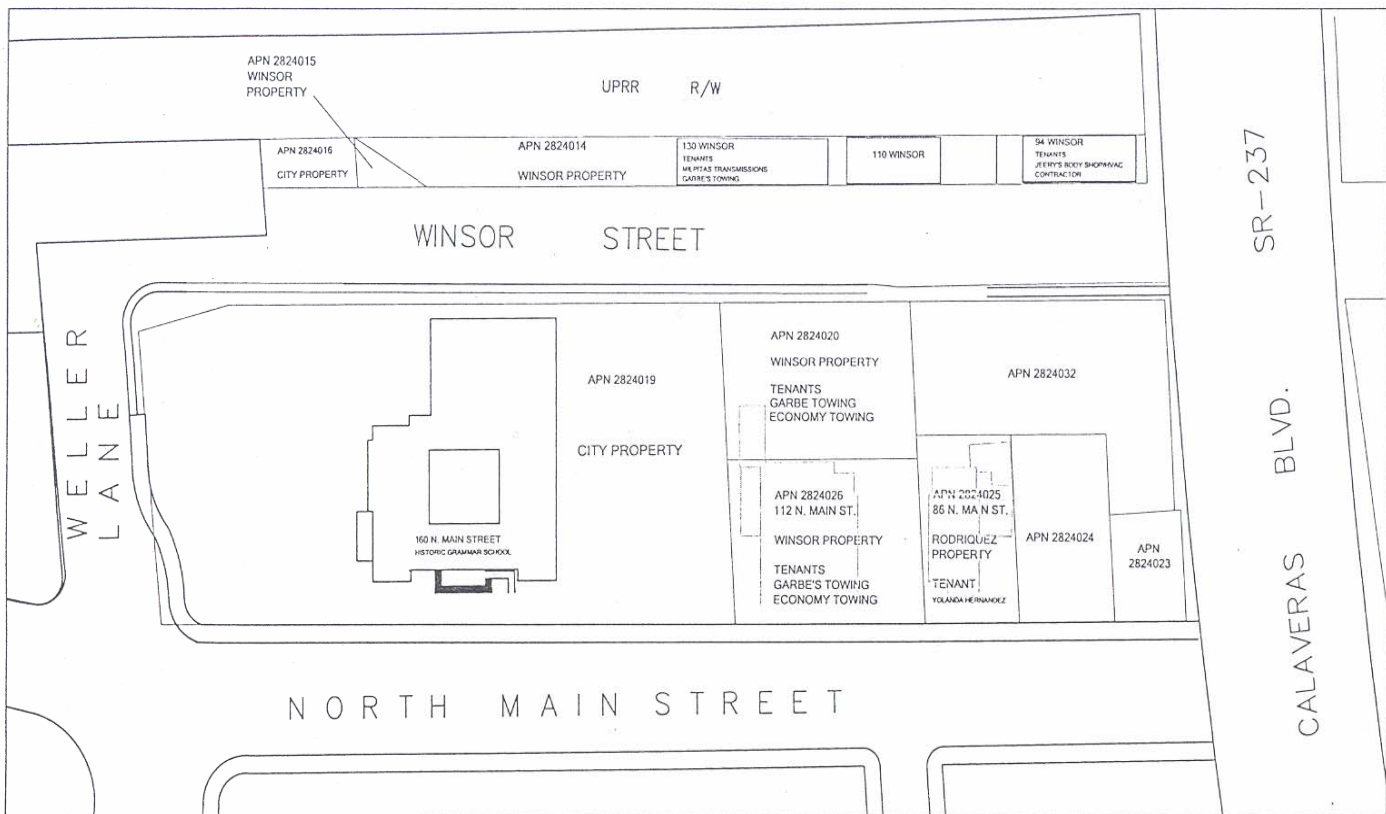 APN 2824015
WINSOR
PROPERTY
UPRR R/W
APN 2824016
CITY PROPERTY
APN 2824014
WINSOR PROPERTY
130 WINSOR
TENANTS
MILPITAS TRANSMISSIONS
GARBE'S TOWING
110 WINSOR
94 WINSOR
TENANTS
JEERY'S BODY SHOP/HVAC
CONTRACTOR
WINSOR STREET
WELLER
LANE
APN 2824019
CITY PROPERTY
160 N. MAIN STREET
HISTORIC GRAMMAR SCHOOL
APN 2824020
WINSOR PROPERTY
TENANTS
GARBE TOWING
ECONOMY TOWING
APN 2824032
APN 2824026
112 N. MAIN ST.
WINSOR PROPERTY
TENANTS
GARBE'S TOWING
ECONOMY TOWING
APN 2824025
86 N. MAIN ST.
RODRIQUEZ
PROPERTY
TENANT
YOLANDA HERNANDEZ
APN 2824024
APN
2824023
SR-237
CALAVERAS BLVD.
NORTH MAIN STREET